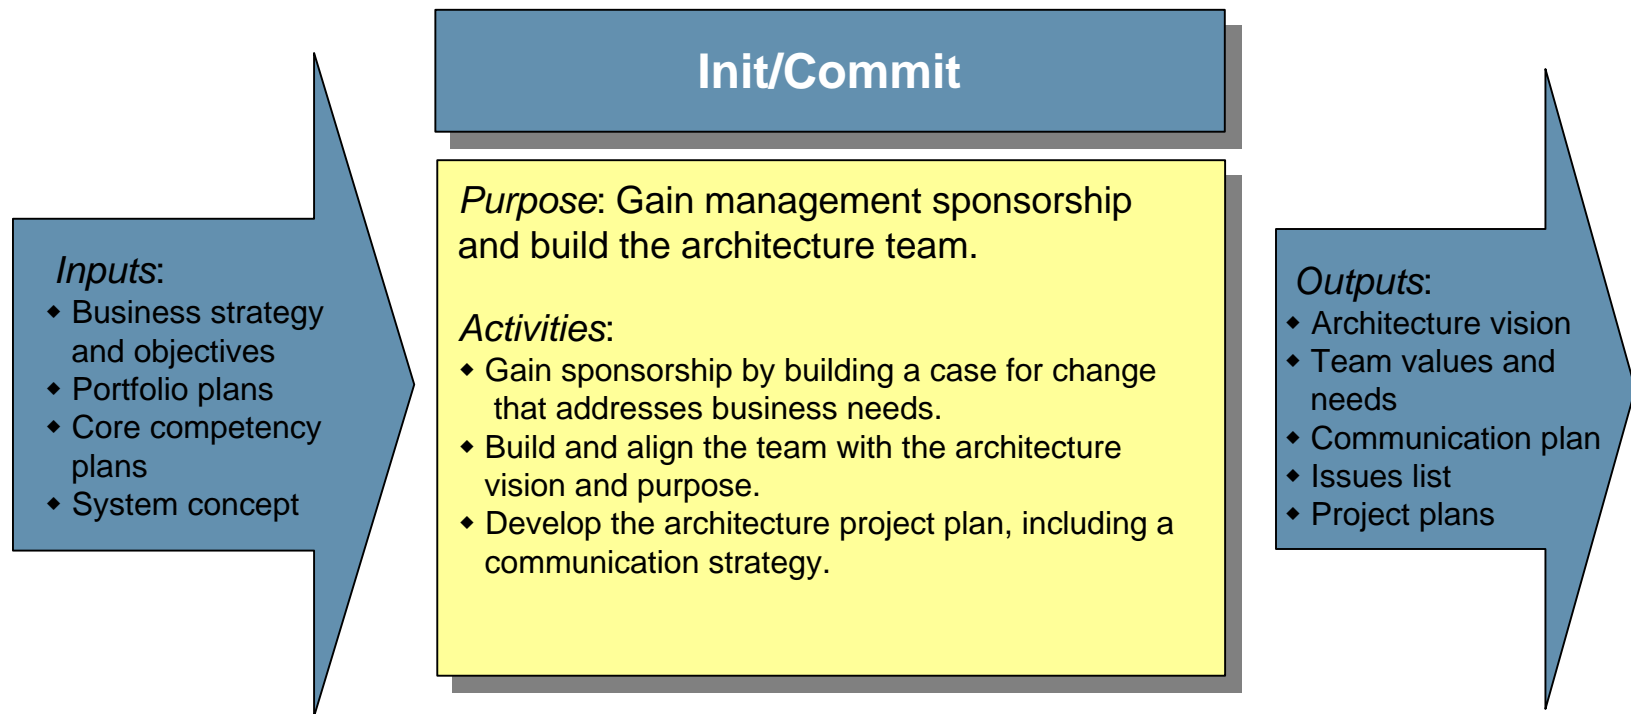 Init/Commit
Inputs:
◆ Business strategy
and objectives
◆ Portfolio plans
◆ Core competency
plans
◆ System concept
Purpose: Gain management sponsorship
and build the architecture team.
Activities:
◆ Gain sponsorship by building a case for change
that addresses business needs.
◆ Build and align the team with the architecture
vision and purpose.
◆ Develop the architecture project plan, including a
communication strategy.
Outputs:
◆ Architecture vision
◆ Team values and
needs
◆ Communication plan
◆ Issues list
◆ Project plans